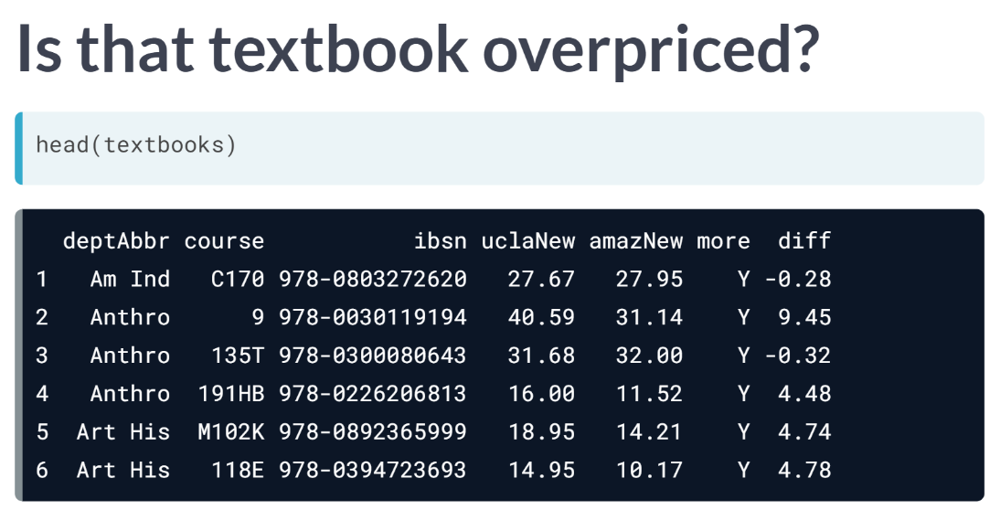 Is that textbook overpriced?
head(textbooks)
deptAbbr course ibsn uclaNew amazNew more diff
1 Am Ind C170 978-0803272620 27.67 27.95 Y -0.28
2 Anthro 9 978-0030119194 40.59 31.14 Y 9.45
3 Anthro 135T 978-0300080643 31.68 32.00 Y -0.32
4 Anthro 191HB 978-0226206813 16.00 11.52 Y 4.48
5 Art His M102K 978-0892365999 18.95 14.21 Y 4.74
6 Art His 118E 978-0394723693 14.95 10.17 Y 4.78